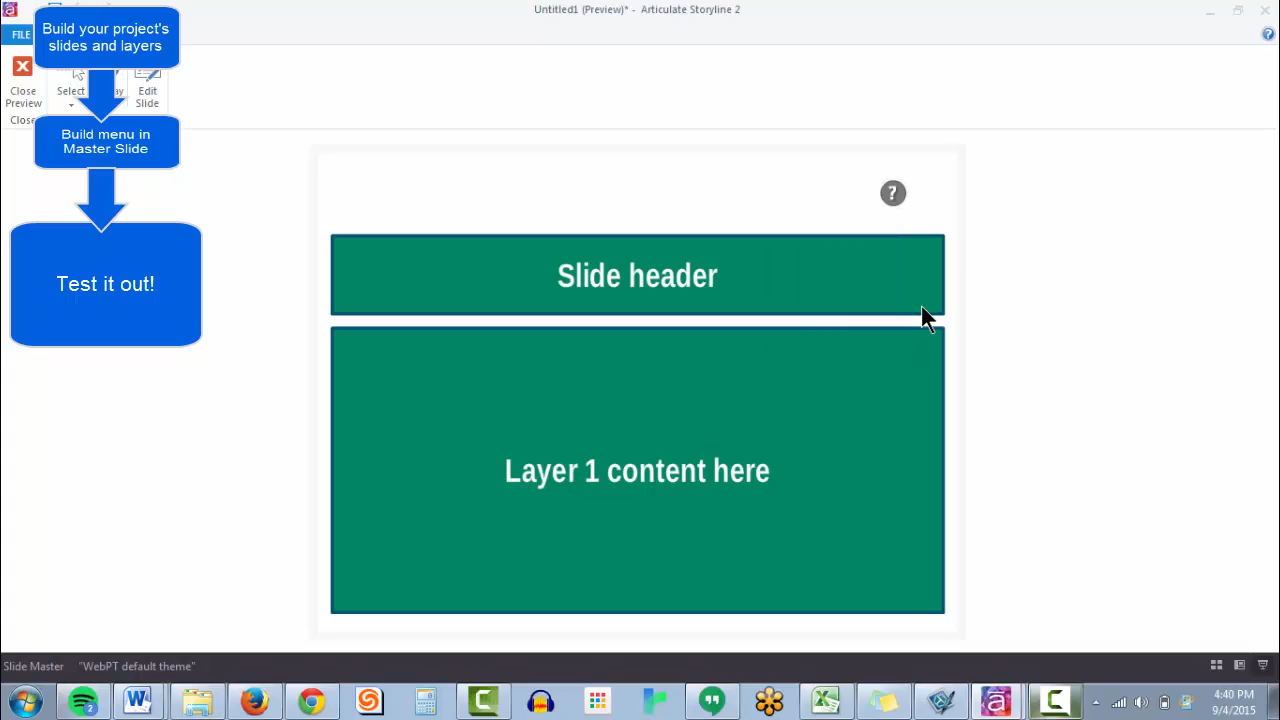 Untitled1 (Preview)* - Articulate Storyline 2
FILE
Build your project's
slides and layers
Close
Preview
Select
Edit
Slide
Close
Build menu in
Master Slide
Test it out!
?
Slide header
Layer 1 content here
Slide Master
"WebPT default theme"
2
4:40 PM
9/4/2015